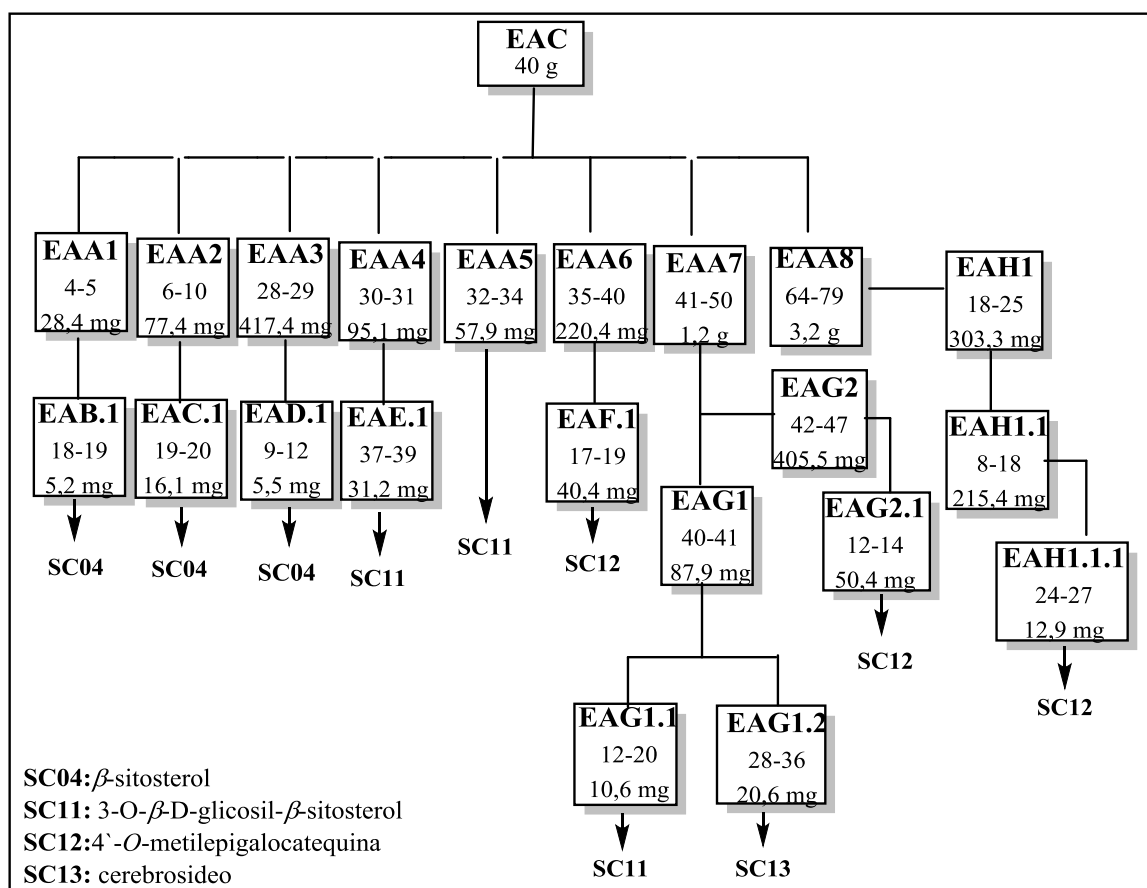 EAC
40 g
EAA1
4-5
28,4 mg
EAA2
6-10
77,4 mg
EAA3
28-29
417,4 mg
EAA4
30-31
95,1 mg
EAA5
32-34
57,9 mg
EAA6
35-40
220,4 mg
EAA7
41-50
1,2 g
EAA8
64-79
3,2 g
EAH1
18-25
303,3 mg
EAB.1
18-19
5,2 mg
SC04
EAC.1
19-20
16,1 mg
SC04
EAD.1
9-12
5,5 mg
SC04
EAE.1
37-39
31,2 mg
SC11
SC11
EAF.1
17-19
40,4 mg
SC12
EAG1
40-41
87,9 mg
EAG2
42-47
405,5 mg
EAG2.1
12-14
50,4 mg
SC12
EAH1.1
8-18
215,4 mg
EAH1.1.1
24-27
12,9 mg
SC12
EAG1.1
12-20
10,6 mg
SC11
EAG1.2
28-36
20,6 mg
SC13
SC04:β-sitosterol
SC11: 3-O-β-D-glicosil-β-sitosterol
SC12:4`-O-metilepigalocatequina
SC13: cerebrosideo